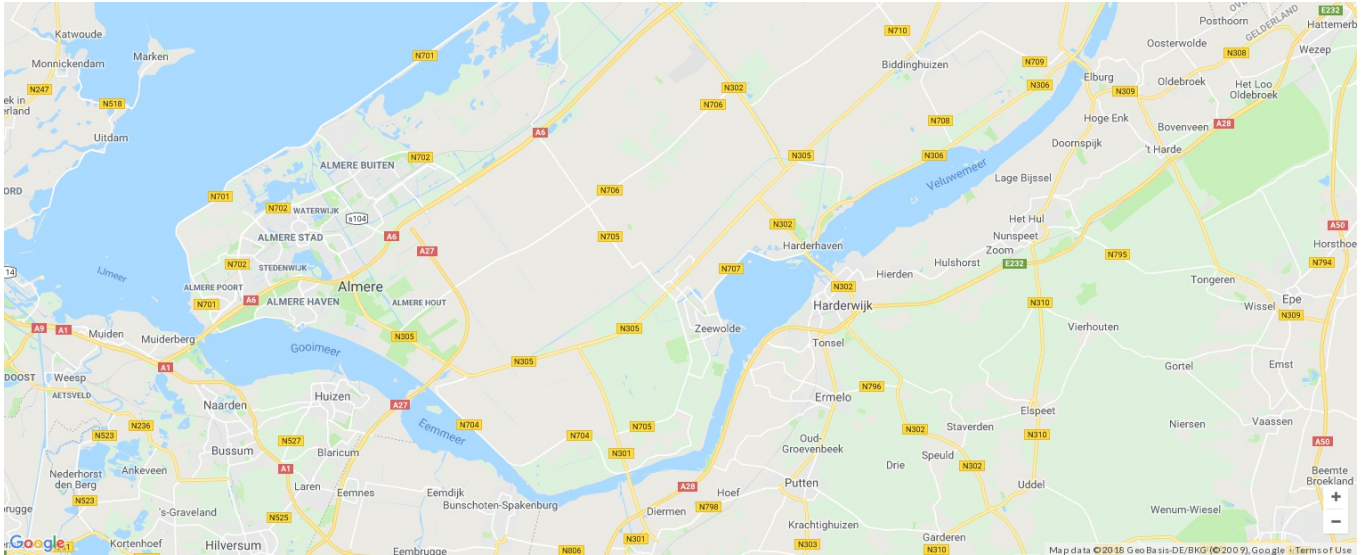 Katwoude
Marken
Monnickendam
N247
ek in
erland
N518
Uitdam
N701
N710
Biddinghuizen
N709
Posthoorn
GELDERLAND
E232
Hattemerb
Oosterwolde
N308
Wezep
Elburg
Oldebroek
Het Loo
Oldebroek
N309
N306
N302
N706
Hoge Enk
Bovenveen
A28
N708
A6
Doornspijk
't Harde
N702
ALMERE BUITEN
N305
N306
Veluwemeer
Lage Bijssel
ORD
N701
N702
WATERWIJK
s104
N706
ALMERE STAD
A6
A27
N705
N302
Harderhaven
Het Hul
Nunspeet
Zoom
A50
Horsthoe
14
IJmeer
N702
STEDENWIJK
N707
Hulshorst
E232
N795
N794
Hierden
Tongeren
ALMERE POORT
Almere
N302
N701
A6
ALMERE HAVEN
ALMERE HOUT
Harderwijk
N310
Wissel
Epe
N309
A9
A1
Muiden
Muiderberg
N305
N305
Zeewolde
Vierhouten
Tonsel
Gooimeer
N305
A1
Gortel
Emst
DOOST
Weesp
AETSVELD
N796
Huizen
Ermelo
Naarden
A27
Elspeet
N236
N523
N704
Eemmeer
N704
N705
N302
Staverden
Niersen
Vaassen
N310
N527
Bussum
Blaricum
N301
Oud-
Groevenbeek
A50
Speuld
Drie
N302
A1
Nederhorst
den Berg
Ankeveen
Beemte
Broekland
Laren
Eemnes
Eemdijk
Bunschoten-Spakenburg
A28
Hoef
Putten
Uddel
N523
brugge
's-Graveland
N525
Diermen
N798
Wenum-Wiesel
Krachtighuizen
Google
Kortenhoef
Hilversum
Eembrugge
N806
N301
N303
Garderen
N310
Map data ©2018 GeoBasis-DE/BKG (©2009), Google
Terms of Use